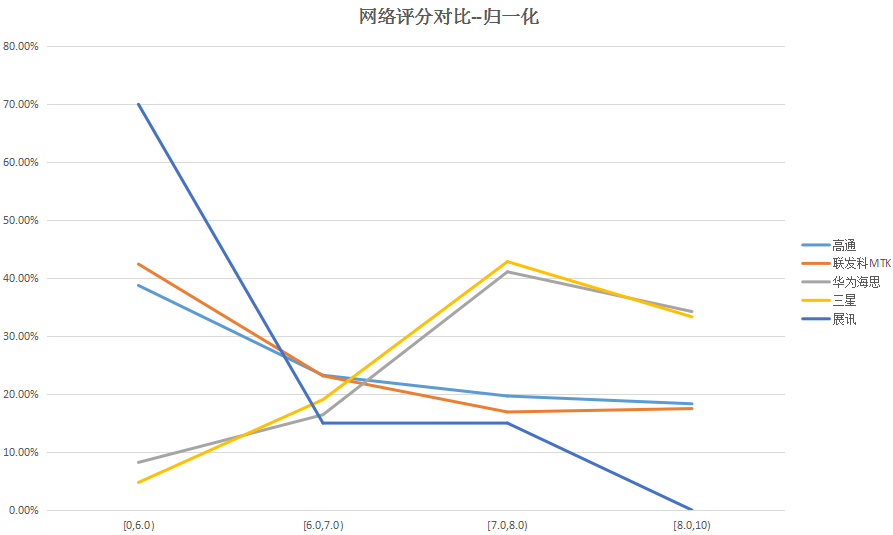 网络评分对比--归一化
80.00%
70.00%
60.00%
50.00%
40.00%
30.00%
20.00%
10.00%
0.00%
[0,6.0)
[6.0,7.0)
[7.0,8.0)
[8.0,10)
高通
联发科MTK
华为海思
三星
展讯